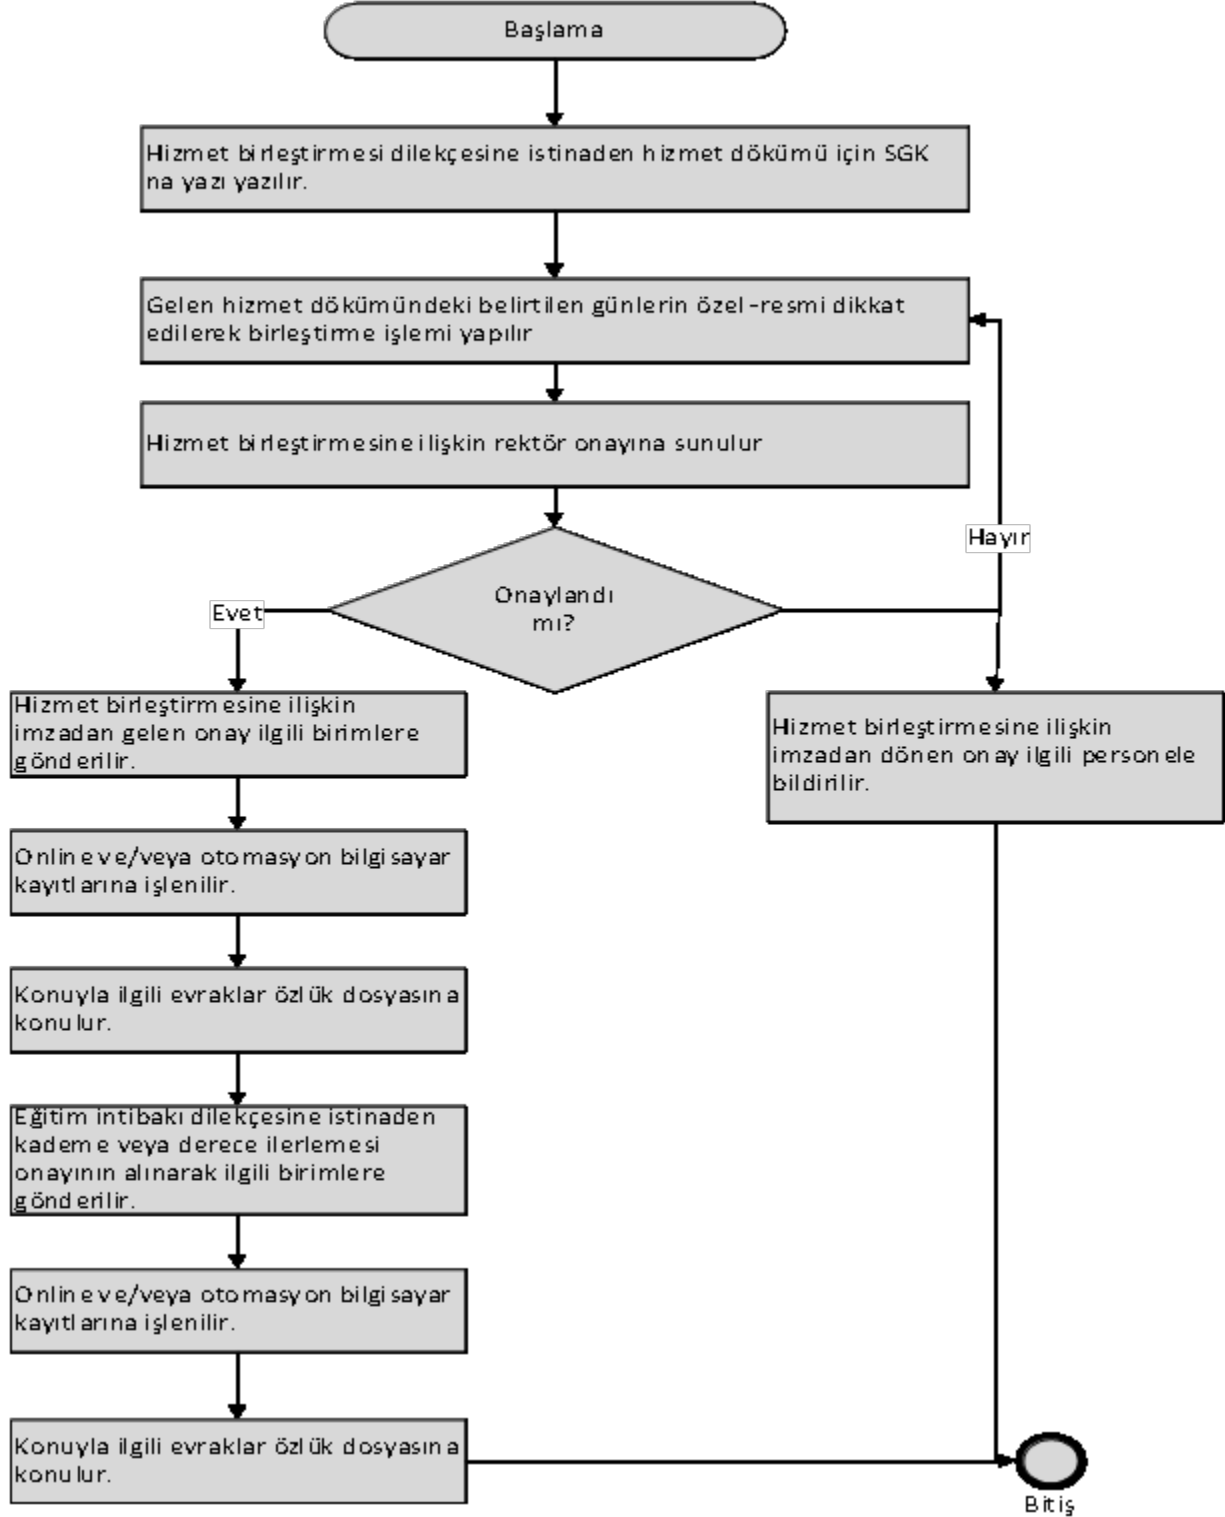 Başlama
Hizmet birleştirmesi dilekçesine istinaden hizmet dökümü için SGK
na yazı yazılır.
Gelen hizmet dökümündeki belirtilen günlerin özel-resmi dikkat
edilerek birleştirme işlemi yapılır
Hizmet birleştirmesine ilişkin rektör onayına sunulur
Hayır
Onaylandı
mı?
Evet
Hizmet birleştirmesine ilişkin
imzadan gelen onay ilgili birimlere
gönderilir.
Hizmet birleştirmesine ilişkin
imzadan dönen onay ilgili personele
bildirilir.
Online ve/veya otomasyon bilgisayar
kayıtlarına işlenilir.
Konuyla ilgili evraklar özlük dosyasına
konulur.
Eğitim intibakı dilekçesine istinaden
kademe veya derece ilerlemesi
onayının alınarak ilgili birimlere
gönderilir.
Online ve/veya otomasyon bilgisayar
kayıtlarına işlenilir.
Konuyla ilgili evraklar özlük dosyasına
konulur.
Bitiş